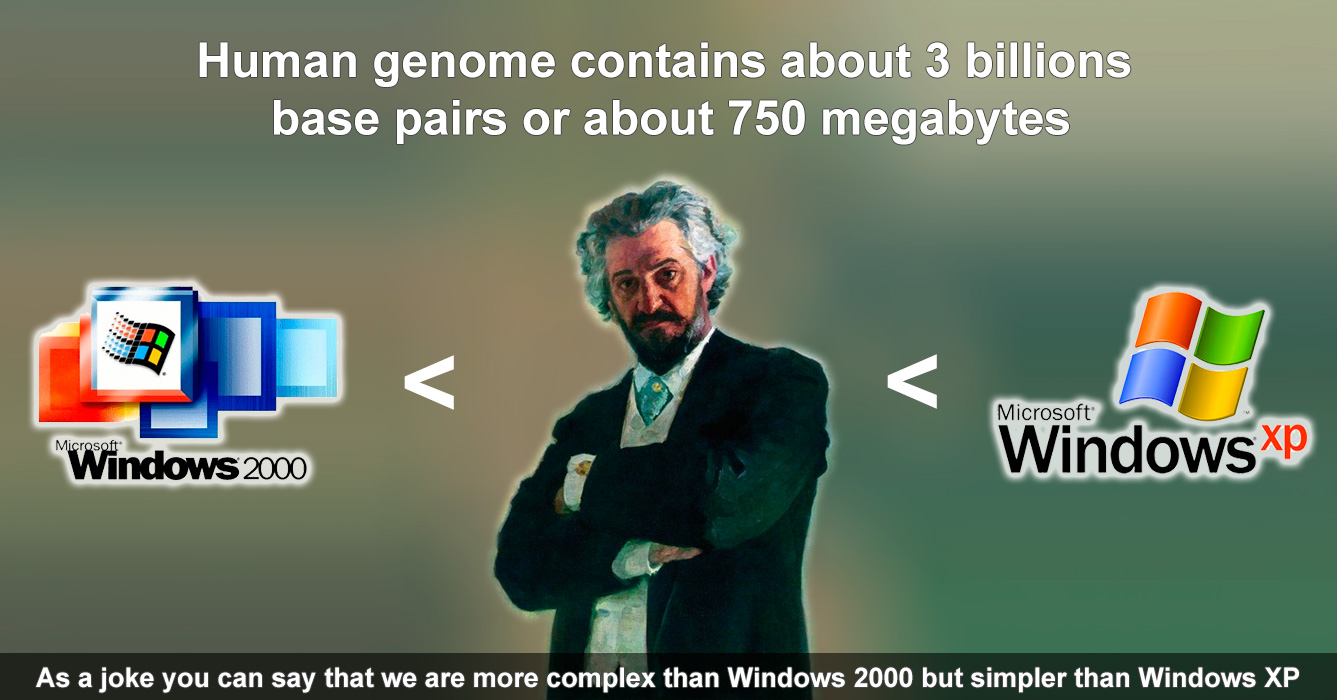 Human genome contains about 3 billions
base pairs or about 750 megabytes
Microsoft®
Windows® 2000
<
<
Microsoft®
Windows® xp
™
As a joke you can say that we are more complex than Windows 2000 but simpler than Windows XP